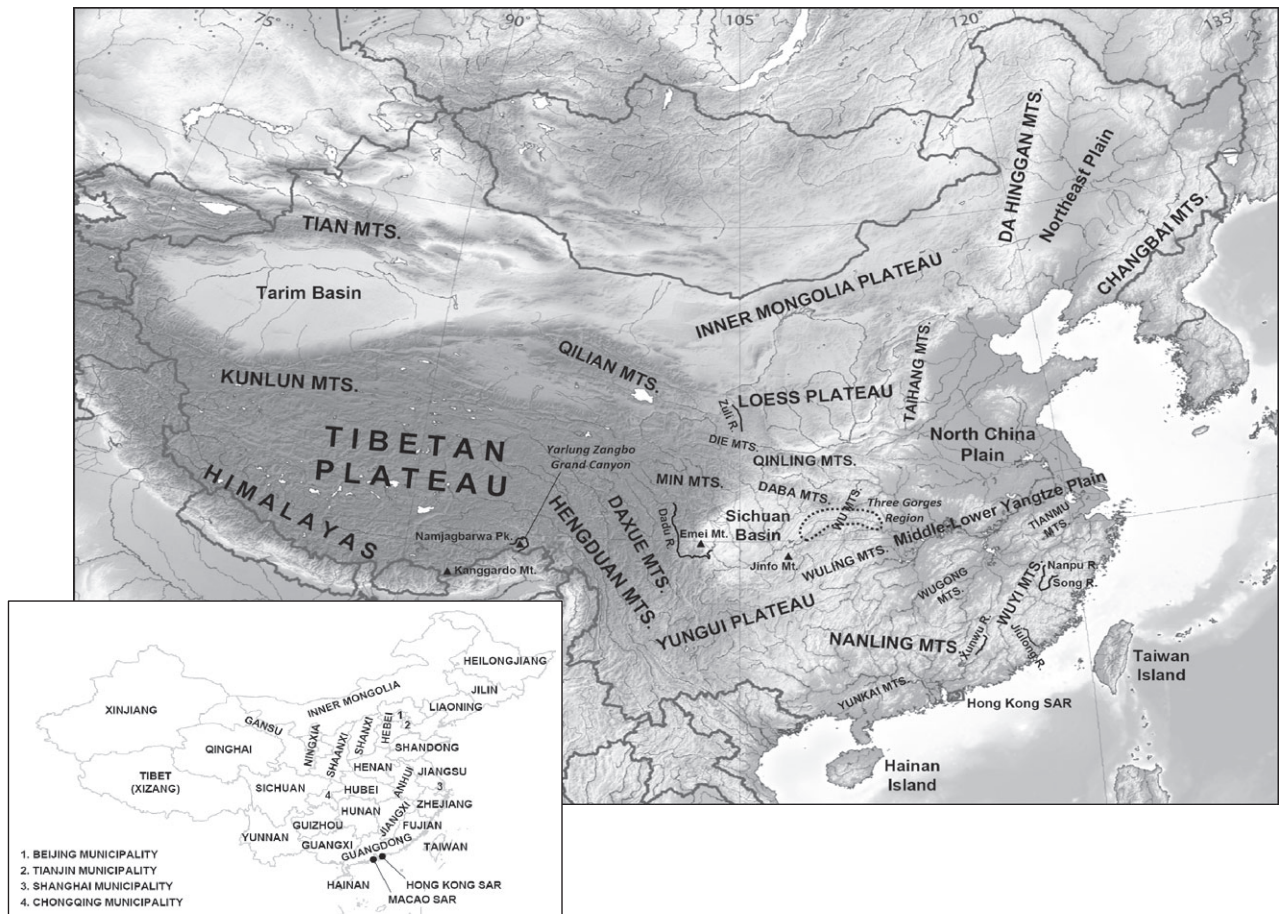 75°
90
105
120°
135°
TIAN MTS.
Tarim Basin
KUNLUN MTS.
QILIAN MTS.
TIBETAN
PLATEAU
HIMALAYAS
Yarlung Zangbo
Grand Canyon
Namjagbarwa Pk.
Kanggardo Mt.
HENGDUAN MTS.
DAXUE MTS.
MIN MTS.
Dadu R.
Emei Mt.
Sichuan
Basin
Jinfo Mt.
DA HINGGAN MTS.
Northeast Plain
CHANGBAI MTS.
INNER MONGOLIA PLATEAU
LOESS PLATEAU
TAIHANG MTS.
Zuli R.
DIE MTS.
QINLING MTS.
DABA MTS.
WU MTS.
Three Gorges
Region
North China
Plain
Middle-Lower Yangtze Plain
TIANMU
MTS.
WULING MTS.
WUGONG
MTS.
WUYI MTS.
Nanpu R.
Song R.
YUNGUI PLATEAU
NANLING MTS.
Xunwu R.
Jiulong R.
YUNKAI MTS.
Hong Kong SAR
Taiwan
Island
Hainan
Island
HEILONGJIANG
JILIN
LIAONING
INNER MONGOLIA
XINJIANG
GANSU
QINGHAI
NINGXIA
SHAANXI
SHANXI
HEBEI
1
2
SHANDONG
TIBET
(XIZANG)
SICHUAN
HENAN
JIANGSU
ANHUI
3
4
HUBEI
ZHEJIANG
HUNAN
JIANGXI
GUIZHOU
FUJIAN
YUNNAN
GUANGXI
GUANGDONG
TAIWAN
HAINAN
HONG KONG SAR
MACAO SAR
1. BEIJING MUNICIPALITY
2. TIANJIN MUNICIPALITY
3. SHANGHAI MUNICIPALITY
4. CHONGQING MUNICIPALITY